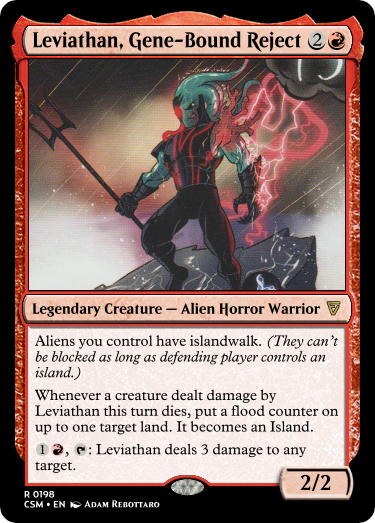 Leviathan, Gene-Bound Reject 2
Legendary Creature — Alien Horror Warrior
Aliens you control have islandwalk. (They can't
be blocked as long as defending player controls an
island.)
Whenever a creature dealt damage by
Leviathan this turn dies, put a flood counter on
up to one target land. It becomes an Island.
1, : Leviathan deals 3 damage to any
target.
2/2
R 0198
CSM • EN Adam Rebottaro